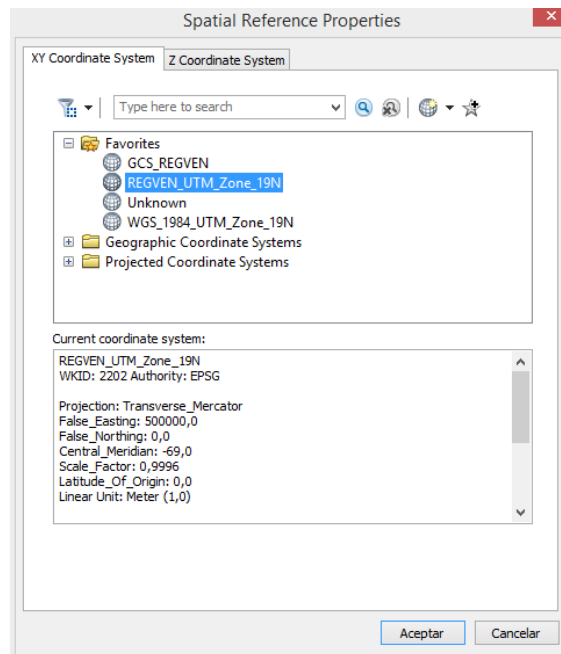 Spatial Reference Properties
XY Coordinate System
Z Coordinate System
Type here to search
Favorites
GCS_REGVEN
REGVEN_UTM_Zone_19N
Unknown
WGS_1984_UTM_Zone_19N
Geographic Coordinate Systems
Projected Coordinate Systems
Current coordinate system:
REGVEN_UTM_Zone_19N
WKID: 2202 Authority: EPSG
Projection: Transverse_Mercator
False_Easting: 500000,0
False_Northing: 0,0
Central_Meridian: -69,0
Scale_Factor: 0,9996
Latitude_Of_Origin: 0,0
Linear Unit: Meter (1,0)
Aceptar
Cancelar